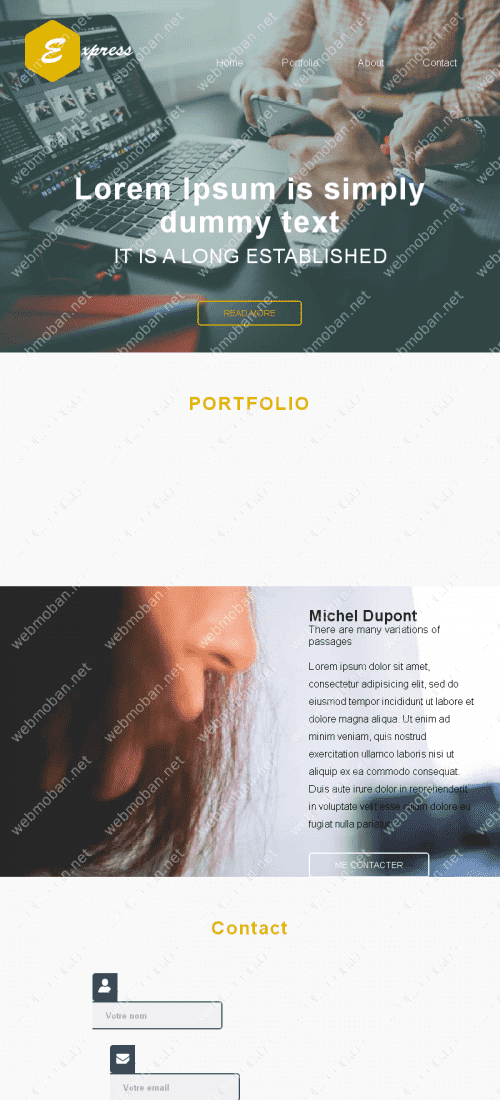 Express
Home Portfolio About Contact
Lorem Ipsum is simply
dummy text
IT IS A LONG ESTABLISHED
READ MORE
PORTFOLIO
Michel Dupont
There are many variations of
passages
Lorem ipsum dolor sit amet,
consectetur adipisicing elit, sed do
eiusmod tempor incididunt ut labore et
dolore magna aliqua. Ut enim ad
minim veniam, quis nostrud
exercitation ullamco laboris nisi ut
aliquip ex ea commodo consequat.
Duis aute irure dolor in reprehenderit
in voluptate velit esse cillum dolore eu
fugiat nulla pariatur.
ME CONTACTER
Contact
Votre nom
Votre email
webmoban.net